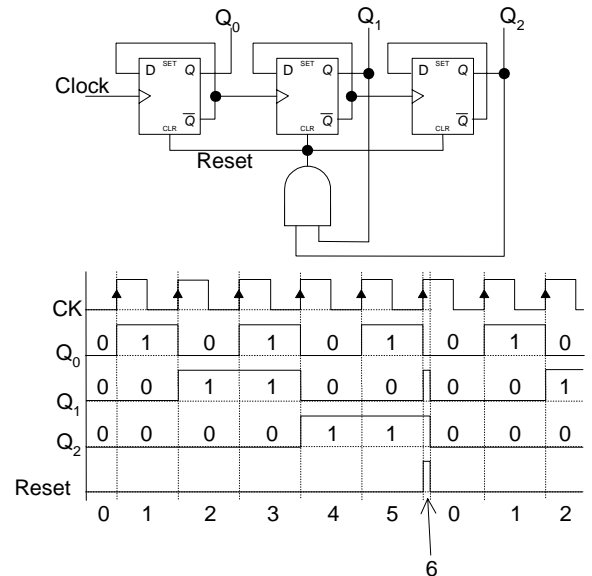 Q0 Q1 Q2
D SET Q D SET Q D SET Q
Clock
Q Q Q
CLR CLR CLR
Reset
CK
Q0 0 1 0 1 0 1 0 1 0
Q1 0 0 1 1 0 0 0 0 1
Q2 0 0 0 0 1 1 0 0 0
Reset
0 1 2 3 4 5 0 1 2
6